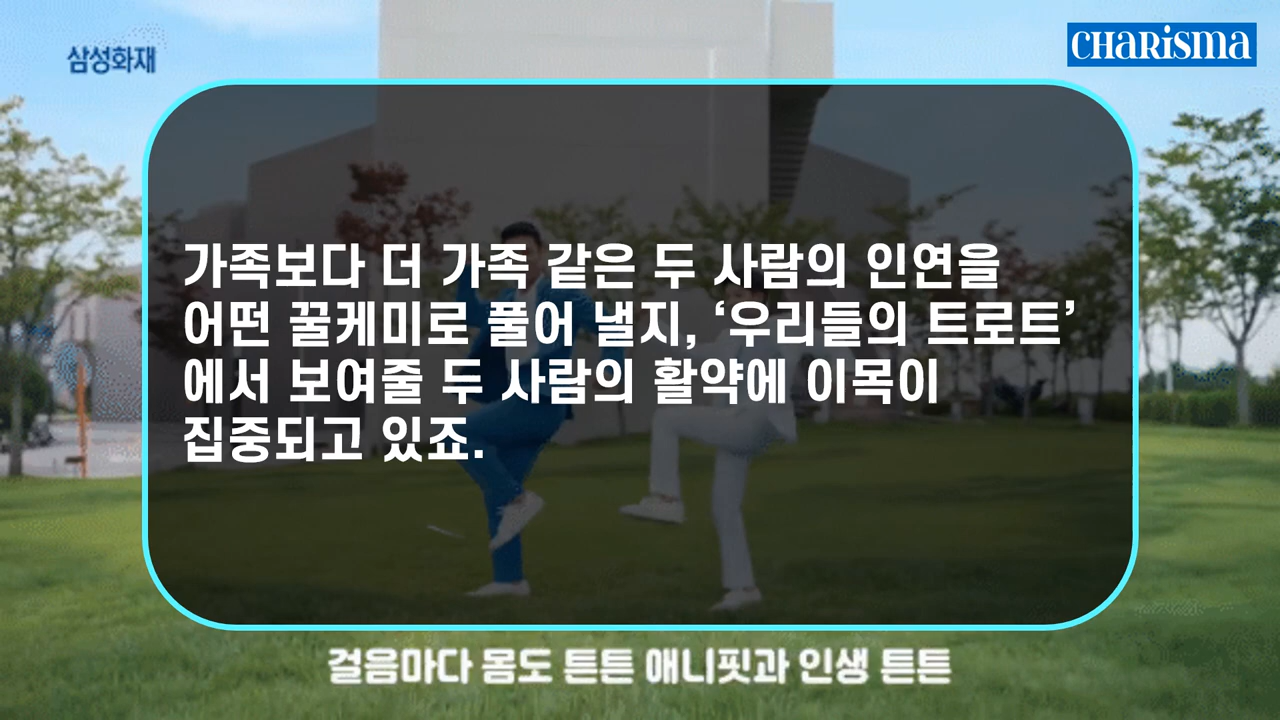 삼성화재
CHARISMA
가족보다 더 가족 같은 두 사람의 인연을
어떤 꿀케미로 풀어 낼지, ‘우리들의 트로트’
에서 보여줄 두 사람의 활약에 이목이
집중되고 있죠.
걸음마다 몸도 튼튼 애니핏과 인생 튼튼